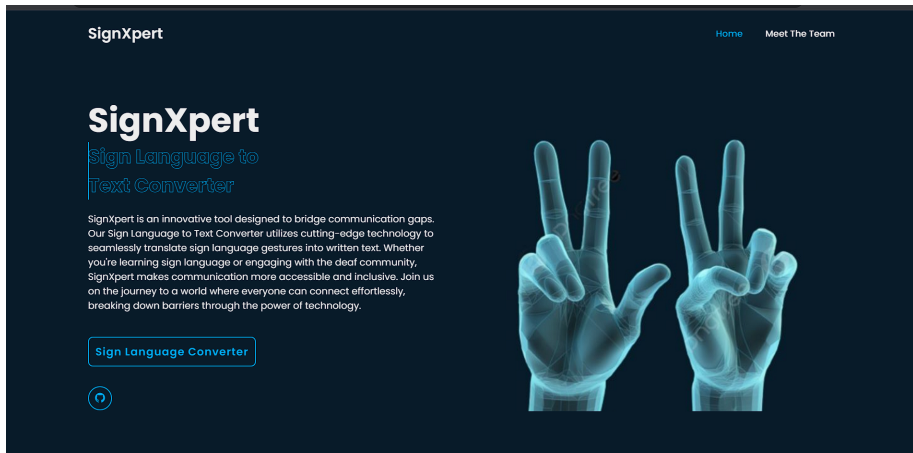 SignXpert
Home
Meet The Team
SignXpert
Sign Language to
Text Converter
SignXpert is an innovative tool designed to bridge communication gaps.
Our Sign Language to Text Converter utilizes cutting-edge technology to
seamlessly translate sign language gestures into written text. Whether
you're learning sign language or engaging with the deaf community,
SignXpert makes communication more accessible and inclusive. Join us
on the journey to a world where everyone can connect effortlessly,
breaking down barriers through the power of technology.
Sign Language Converter